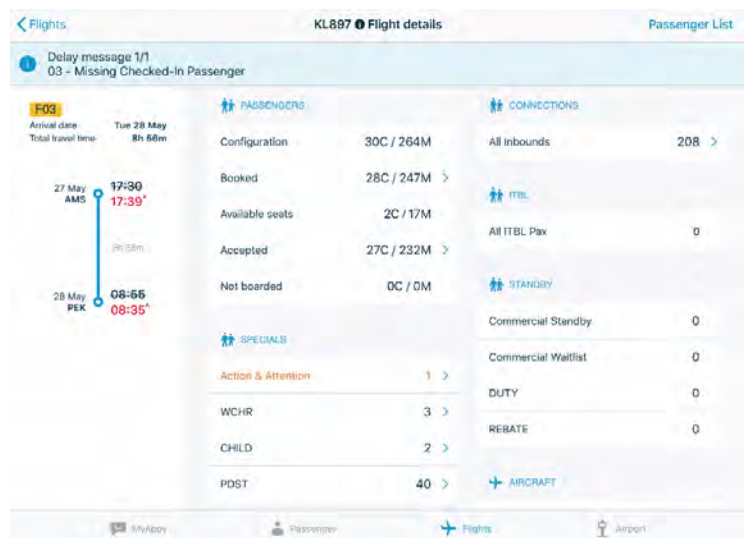 Flights
KL897 Flight details
Passenger List
Delay message 1/1
03 - Missing Checked-In Passenger
F03
Arrival date Tue 28 May
Total travel time 8h 56m
27 May 17:30
AMS 17:39*
8h 56m
28 May 08:55
PEK 08:35*
PASSENGERS
Configuration 30C / 264M
Booked 28C / 247M
Available seats 2C / 17M
Accepted 27C / 232M
Not boarded 0C / 0M
SPECIALS
Action & Attention 1
WCHR 3
CHILD 2
PDST 40
CONNECTIONS
All Inbounds 208
ITBL
All ITBL Pax 0
STANDBY
Commercial Standby 0
Commercial Waitlist 0
DUTY 0
REBATE 0
AIRCRAFT
MyAppy
Passenger
Flights
Airport